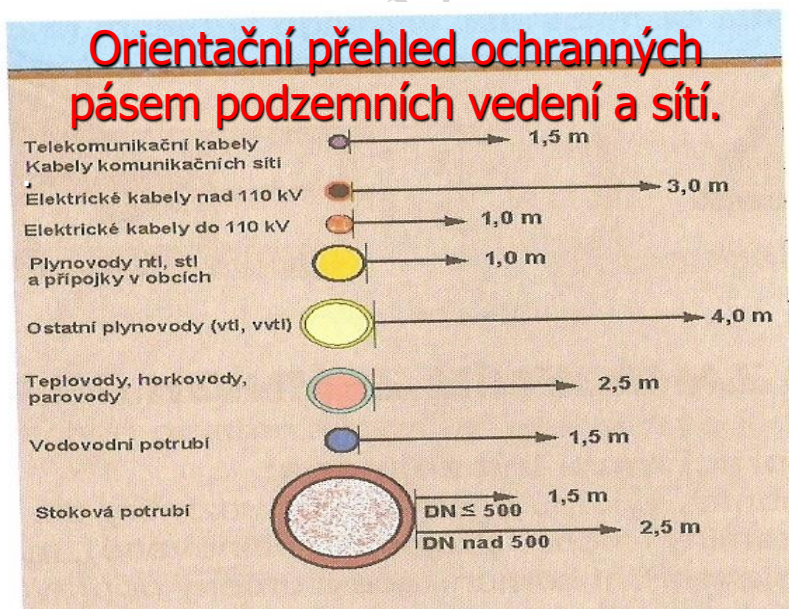 Orientační přehled ochranných
pásem podzemních vedení a sítí.
Telekomunikační kabely
Kabely komunikačních síti
1,5 m
Elektrické kabely nad 110 kV
3,0 m
Elektrické kabely do 110 kV
1,0 m
Plynovody ntl, stl
a přípojky v obcích
1,0 m
Ostatní plynovody (vtl, vvtl)
4,0 m
Teplovody, horkovody,
parovody
2,5 m
Vodovodní potrubí
1,5 m
Stoková potrubí
1,5 m
DN ≤ 500
2,5 m
DN nad 500